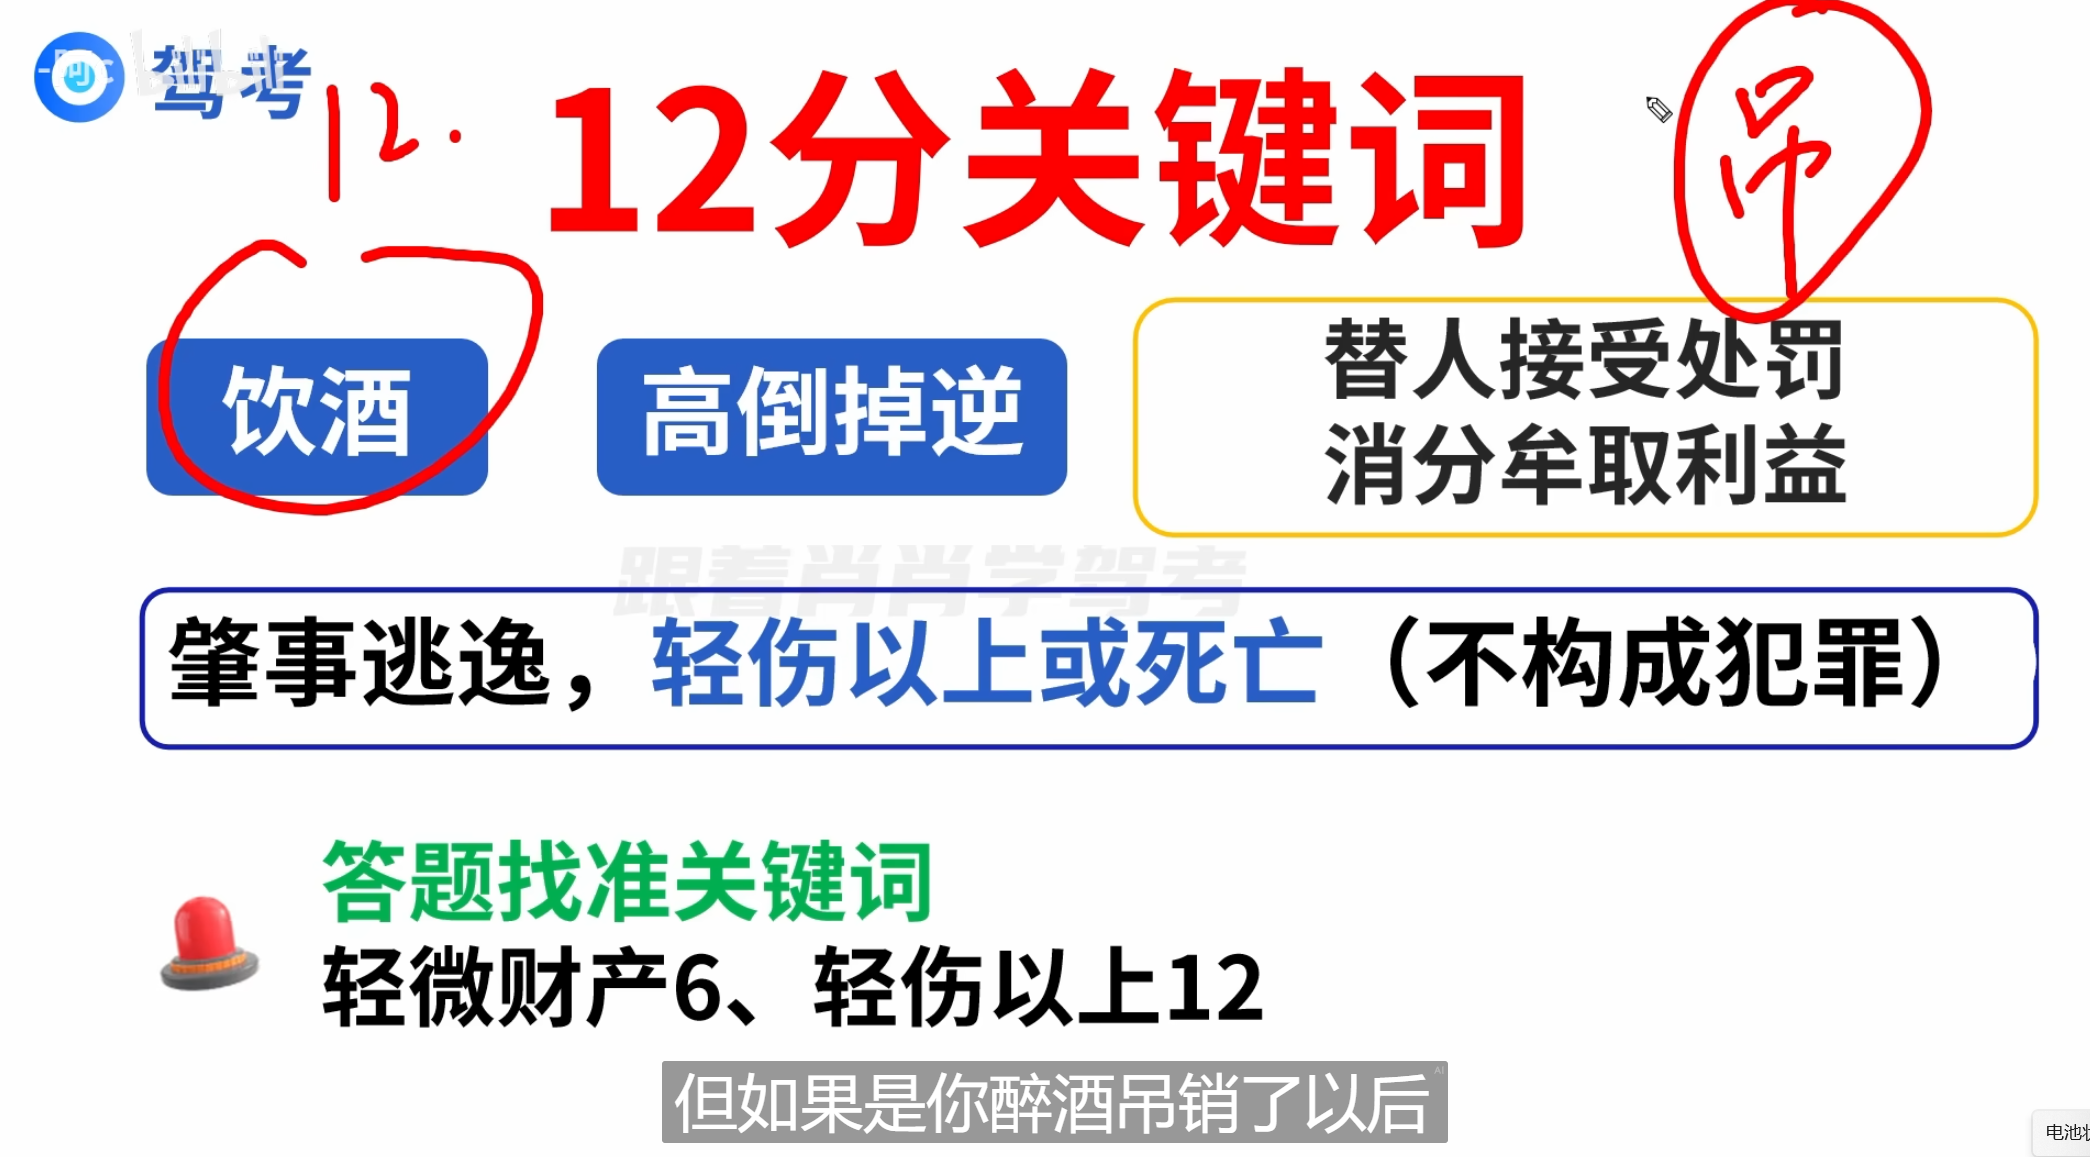 驾考
bilibili
12.
12分关键词
吊
饮酒
高倒掉逆
替人接受处罚
消分牟取利益
跟着肖肖学驾考
肇事逃逸，轻伤以上或死亡（不构成犯罪）
答题找准关键词
轻微财产6、轻伤以上12
但如果是你醉酒吊销了以后
AI